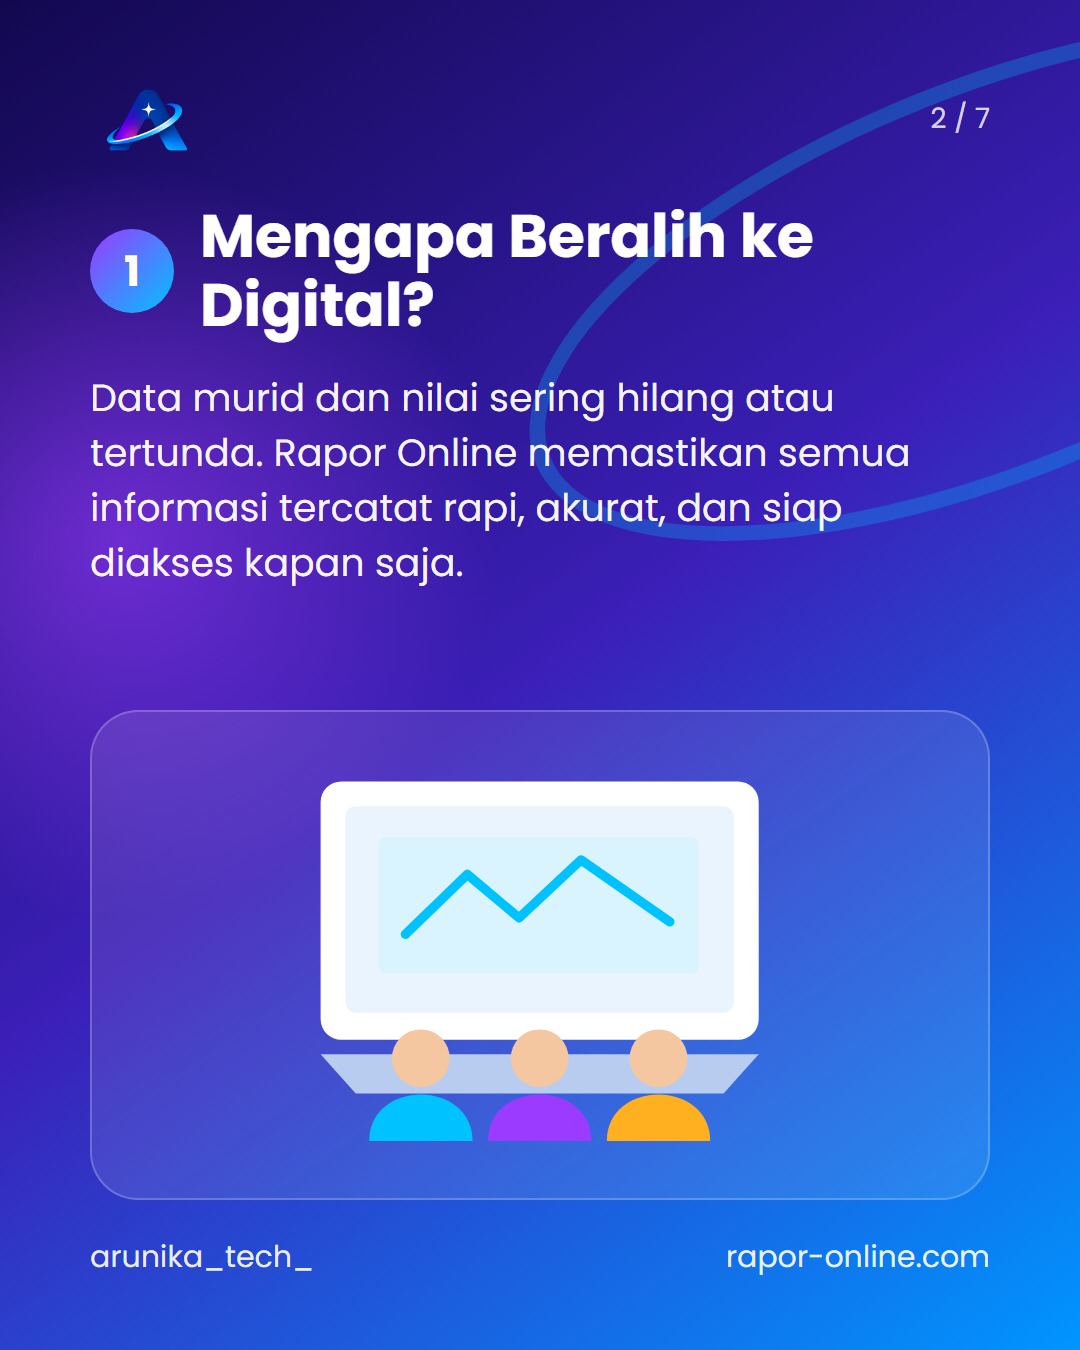 2 / 7
1
Mengapa Beralih ke
Digital?
Data murid dan nilai sering hilang atau
tertunda. Rapor Online memastikan semua
informasi tercatat rapi, akurat, dan siap
diakses kapan saja.
arunika_tech_
rapor-online.com